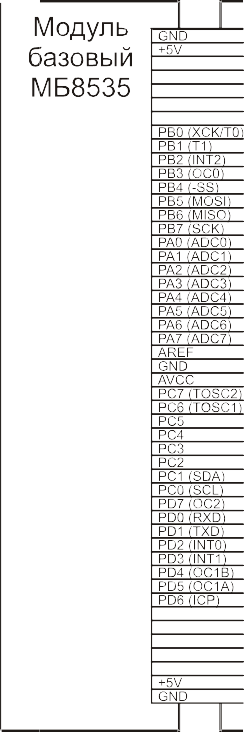 Модуль
базовый
МБ8535
GND
+5V
PB0 (XCK/T0)
PB1 (T1)
PB2 (INT2)
PB3 (OC0)
PB4 (-SS)
PB5 (MOSI)
PB6 (MISO)
PB7 (SCK)
PA0 (ADC0)
PA1 (ADC1)
PA2 (ADC2)
PA3 (ADC3)
PA4 (ADC4)
PA5 (ADC5)
PA6 (ADC6)
PA7 (ADC7)
AREF
GND
AVCC
PC7 (TOSC2)
PC6 (TOSC1)
PC5
PC4
PC3
PC2
PC1 (SDA)
PC0 (SCL)
PD7 (OC2)
PD0 (RXD)
PD1 (TXD)
PD2 (INT0)
PD3 (INT1)
PD4 (OC1B)
PD5 (OC1A)
PD6 (ICP)
+5V
GND